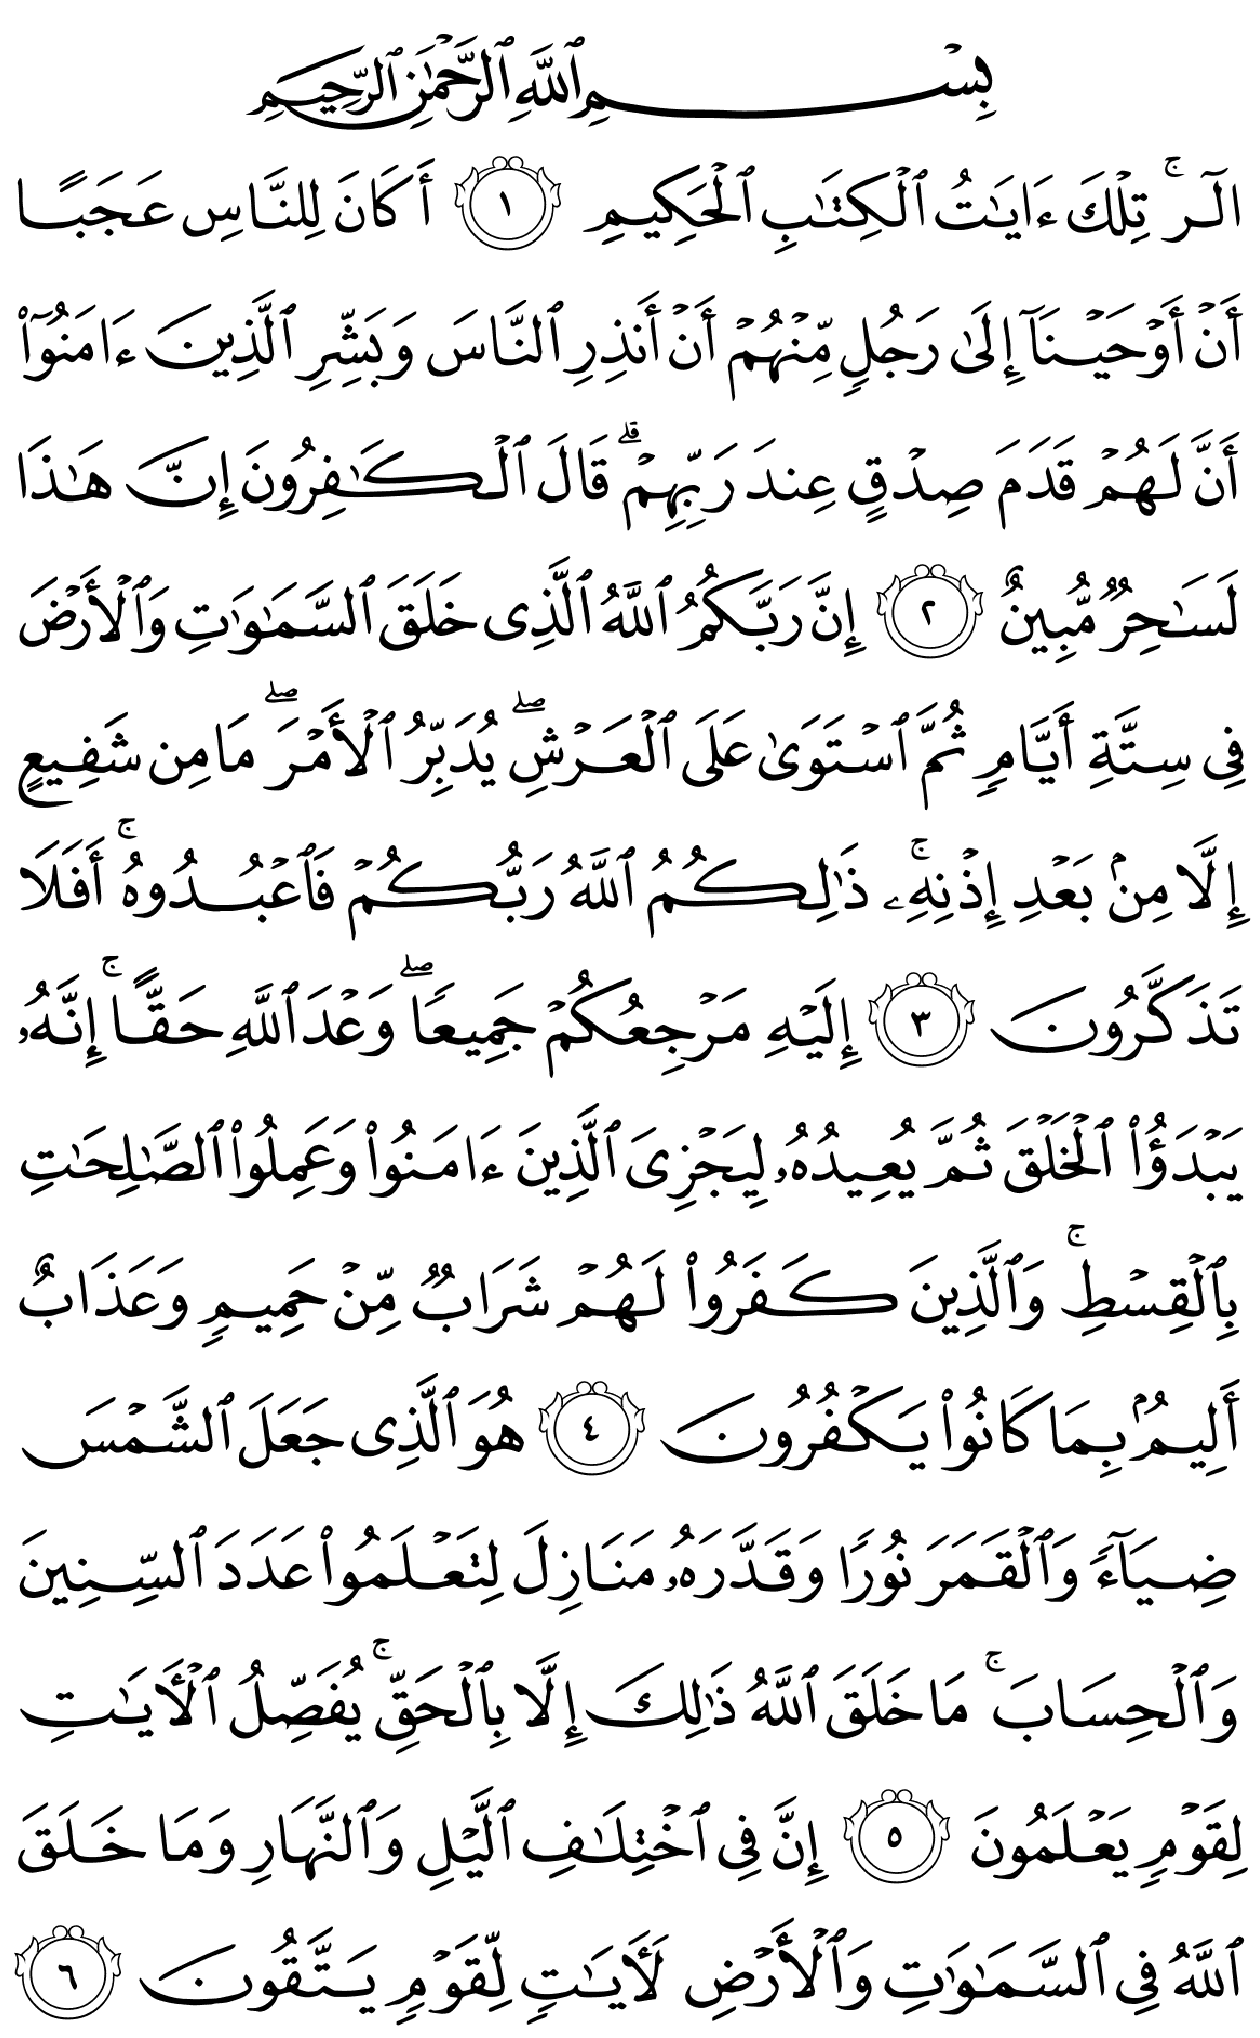 بِسْمِ ٱللَّهِ ٱلرَّحْمَٰنِ ٱلرَّحِيمِ
الٓر ۚ تِلْكَ ءَايَٰتُ ٱلْكِتَٰبِ ٱلْحَكِيمِ ١ أَكَانَ لِلنَّاسِ عَجَبًا
أَنْ أَوْحَيْنَآ إِلَىٰ رَجُلٍ مِّنْهُمْ أَنْ أَنذِرِ ٱلنَّاسَ وَبَشِّرِ ٱلَّذِينَ ءَامَنُوٓا۟
أَنَّ لَهُمْ قَدَمَ صِدْقٍ عِندَ رَبِّهِمْ ۗ قَالَ ٱلْكَٰفِرُونَ إِنَّ هَٰذَا
لَسَٰحِرٌ مُّبِينٌ ٢ إِنَّ رَبَّكُمُ ٱللَّهُ ٱلَّذِى خَلَقَ ٱلسَّمَٰوَٰتِ وَٱلْأَرْضَ
فِى سِتَّةِ أَيَّامٍ ثُمَّ ٱسْتَوَىٰ عَلَى ٱلْعَرْشِ ۖ يُدَبِّرُ ٱلْأَمْرَ ۖ مَا مِن شَفِيعٍ
إِلَّا مِنۢ بَعْدِ إِذْنِهِۦ ۚ ذَٰلِكُمُ ٱللَّهُ رَبُّكُمْ فَٱعْبُدُوهُ ۚ أَفَلَا
تَذَكَّرُونَ ٣ إِلَيْهِ مَرْجِعُكُمْ جَمِيعًا ۖ وَعْدَ ٱللَّهِ حَقًّا ۚ إِنَّهُۥ
يَبْدَؤُا۟ ٱلْخَلْقَ ثُمَّ يُعِيدُهُۥ لِيَجْزِىَ ٱلَّذِينَ ءَامَنُوا۟ وَعَمِلُوا۟ ٱلصَّٰلِحَٰتِ
بِٱلْقِسْطِ ۚ وَٱلَّذِينَ كَفَرُوا۟ لَهُمْ شَرَابٌ مِّنْ حَمِيمٍ وَعَذَابٌ
أَلِيمٌۢ بِمَا كَانُوا۟ يَكْفُرُونَ ٤ هُوَ ٱلَّذِى جَعَلَ ٱلشَّمْسَ
ضِيَآءً وَٱلْقَمَرَ نُورًا وَقَدَّرَهُۥ مَنَازِلَ لِتَعْلَمُوا۟ عَدَدَ ٱلسِّنِينَ
وَٱلْحِسَابَ ۚ مَا خَلَقَ ٱللَّهُ ذَٰلِكَ إِلَّا بِٱلْحَقِّ ۚ يُفَصِّلُ ٱلْأٓيَٰتِ
لِقَوْمٍ يَعْلَمُونَ ٥ إِنَّ فِى ٱخْتِلَٰفِ ٱلَّيْلِ وَٱلنَّهَارِ وَمَا خَلَقَ
ٱللَّهُ فِى ٱلسَّمَٰوَٰتِ وَٱلْأَرْضِ لَأٓيَٰتٍ لِّقَوْمٍ يَتَّقُونَ ٦